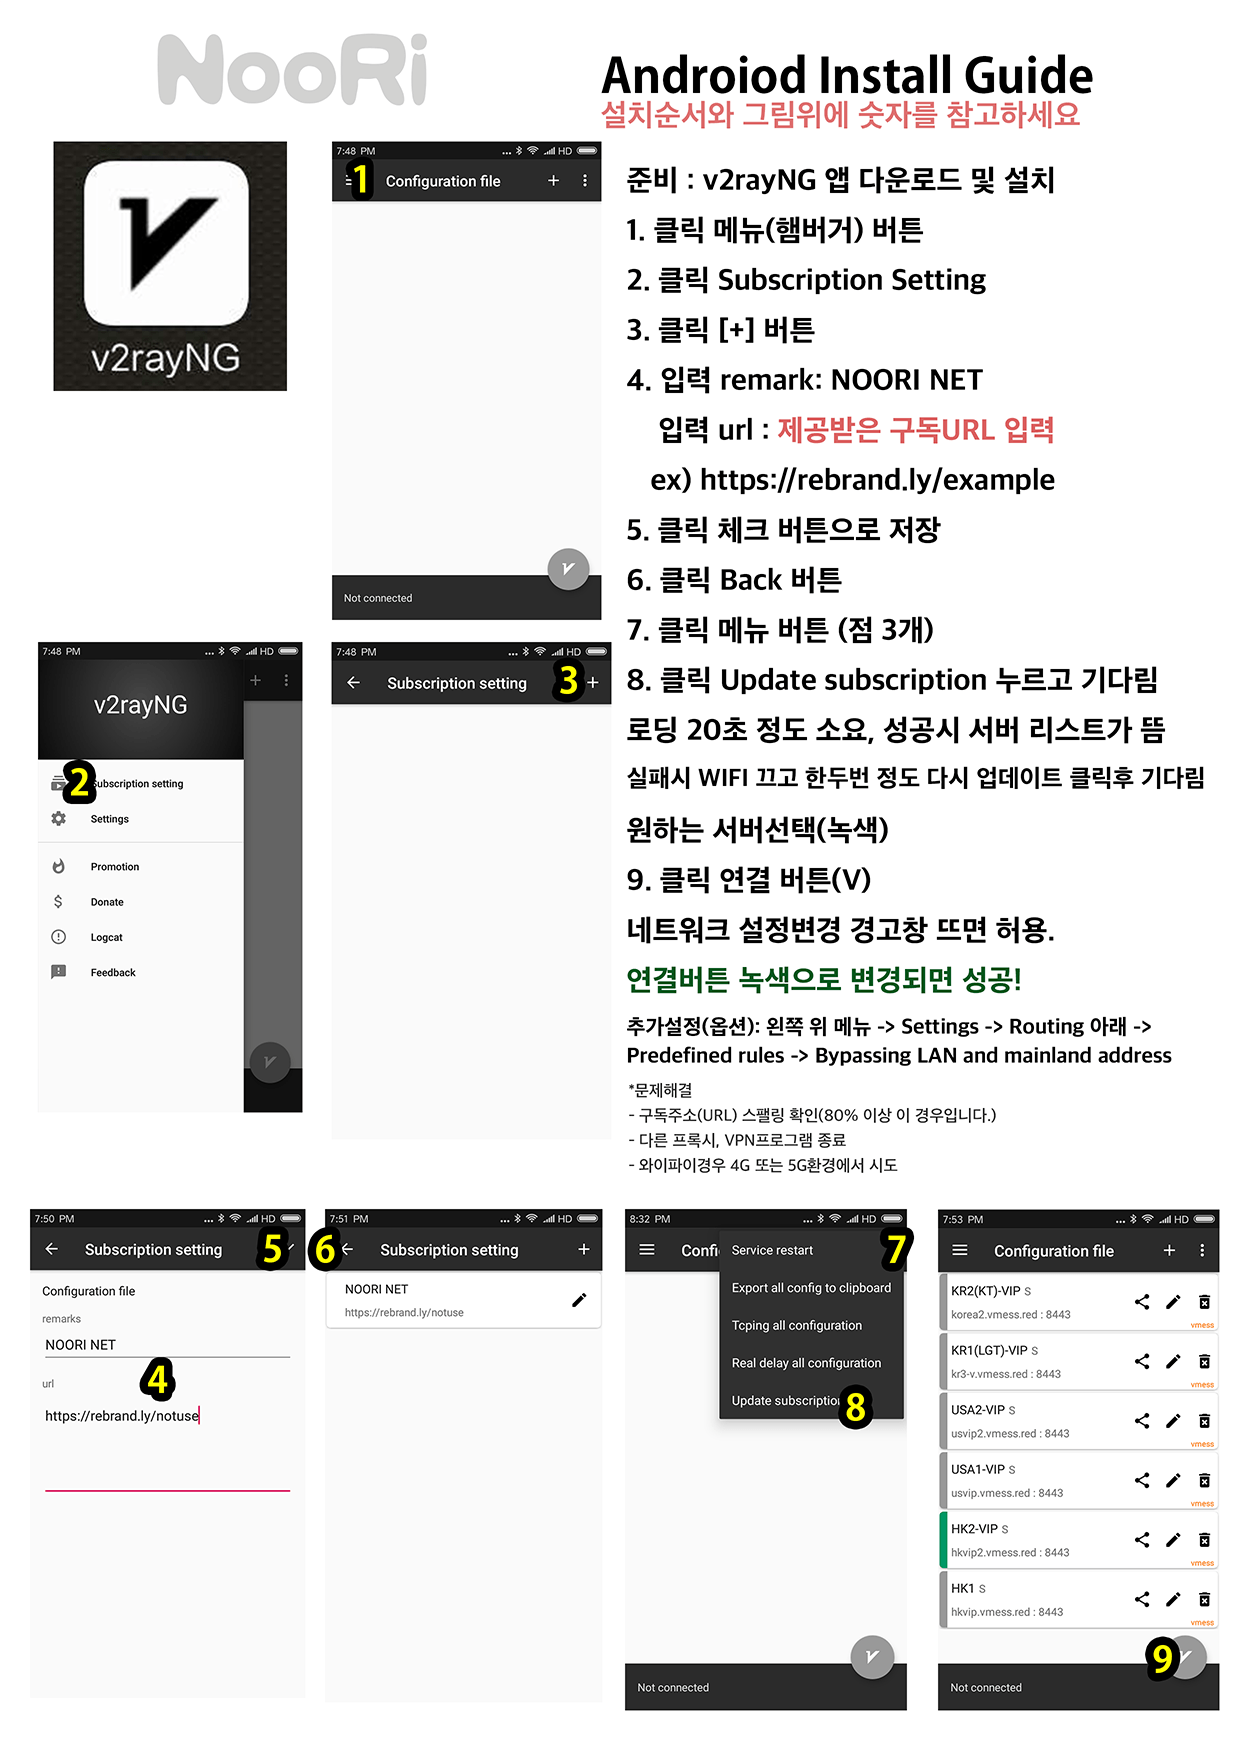 NooRi
Androiod Install Guide
설치순서와 그림위에 숫자를 참고하세요
v2rayNG
7:48 PM
HD
1
Configuration file
Not connected
준비 : v2rayNG 앱 다운로드 및 설치
1. 클릭 메뉴(햄버거) 버튼
2. 클릭 Subscription Setting
3. 클릭 [+] 버튼
4. 입력 remark: NOORI NET
입력 url : 제공받은 구독URL 입력
ex) https://rebrand.ly/example
5. 클릭 체크 버튼으로 저장
6. 클릭 Back 버튼
7. 클릭 메뉴 버튼 (점 3개)
8. 클릭 Update subscription 누르고 기다림
로딩 20초 정도 소요, 성공시 서버 리스트가 뜸
실패시 WIFI 끄고 한두번 정도 다시 업데이트 클릭후 기다림
원하는 서버선택(녹색)
9. 클릭 연결 버튼(V)
네트워크 설정변경 경고창 뜨면 허용.
연결버튼 녹색으로 변경되면 성공!
추가설정(옵션): 왼쪽 위 메뉴 -> Settings -> Routing 아래 ->
Predefined rules -> Bypassing LAN and mainland address
*문제해결
- 구독주소(URL) 스팰링 확인(80% 이상 이 경우입니다.)
- 다른 프록시, VPN프로그램 종료
- 와이파이경우 4G 또는 5G환경에서 시도
7:48 PM
HD
v2rayNG
2
Subscription setting
Settings
Promotion
Donate
Logcat
Feedback
7:48 PM
HD
Subscription setting
3
7:50 PM
HD
Subscription setting
5
Configuration file
remarks
NOORI NET
url
4
https://rebrand.ly/notuse
7:51 PM
HD
6
Subscription setting
NOORI NET
https://rebrand.ly/notuse
8:32 PM
HD
Confi
7
Service restart
Export all config to clipboard
Tcping all configuration
Real delay all configuration
Update subscription
8
Not connected
7:53 PM
HD
Configuration file
KR2(KT)-VIP S
korea2.vmess.red : 8443
vmess
KR1(LGT)-VIP S
kr3-v.vmess.red : 8443
vmess
USA2-VIP S
usvip2.vmess.red : 8443
vmess
USA1-VIP S
usvip.vmess.red : 8443
vmess
HK2-VIP S
hkvip2.vmess.red : 8443
vmess
HK1 S
hkvip.vmess.red : 8443
vmess
9
Not connected